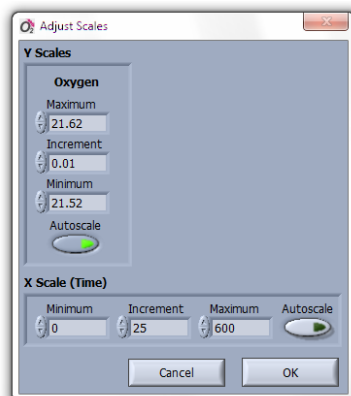 O2 Adjust Scales
Y Scales
Oxygen
Maximum
21.62
Increment
0.01
Minimum
21.52
Autoscale
X Scale (Time)
Minimum Increment Maximum Autoscale
0 25 600
Cancel OK